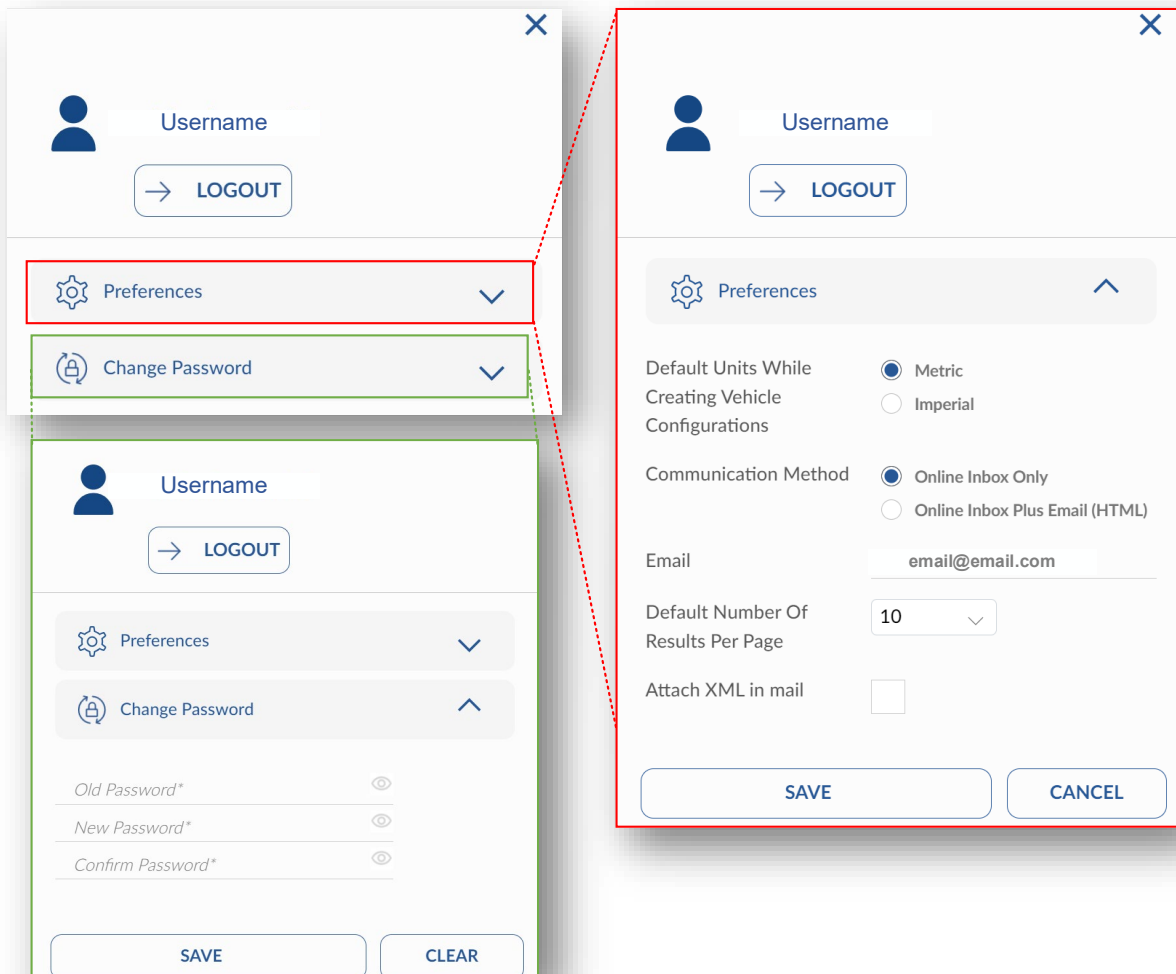 Username
LOGOUT
Preferences
Change Password
Username
LOGOUT
Preferences
Change Password
Old Password*
New Password*
Confirm Password*
SAVE
CLEAR
Username
LOGOUT
Preferences
Default Units While
Creating Vehicle
Configurations
Metric
Imperial
Communication Method
Online Inbox Only
Online Inbox Plus Email (HTML)
Email
email@email.com
Default Number Of
Results Per Page
10
Attach XML in mail
SAVE
CANCEL